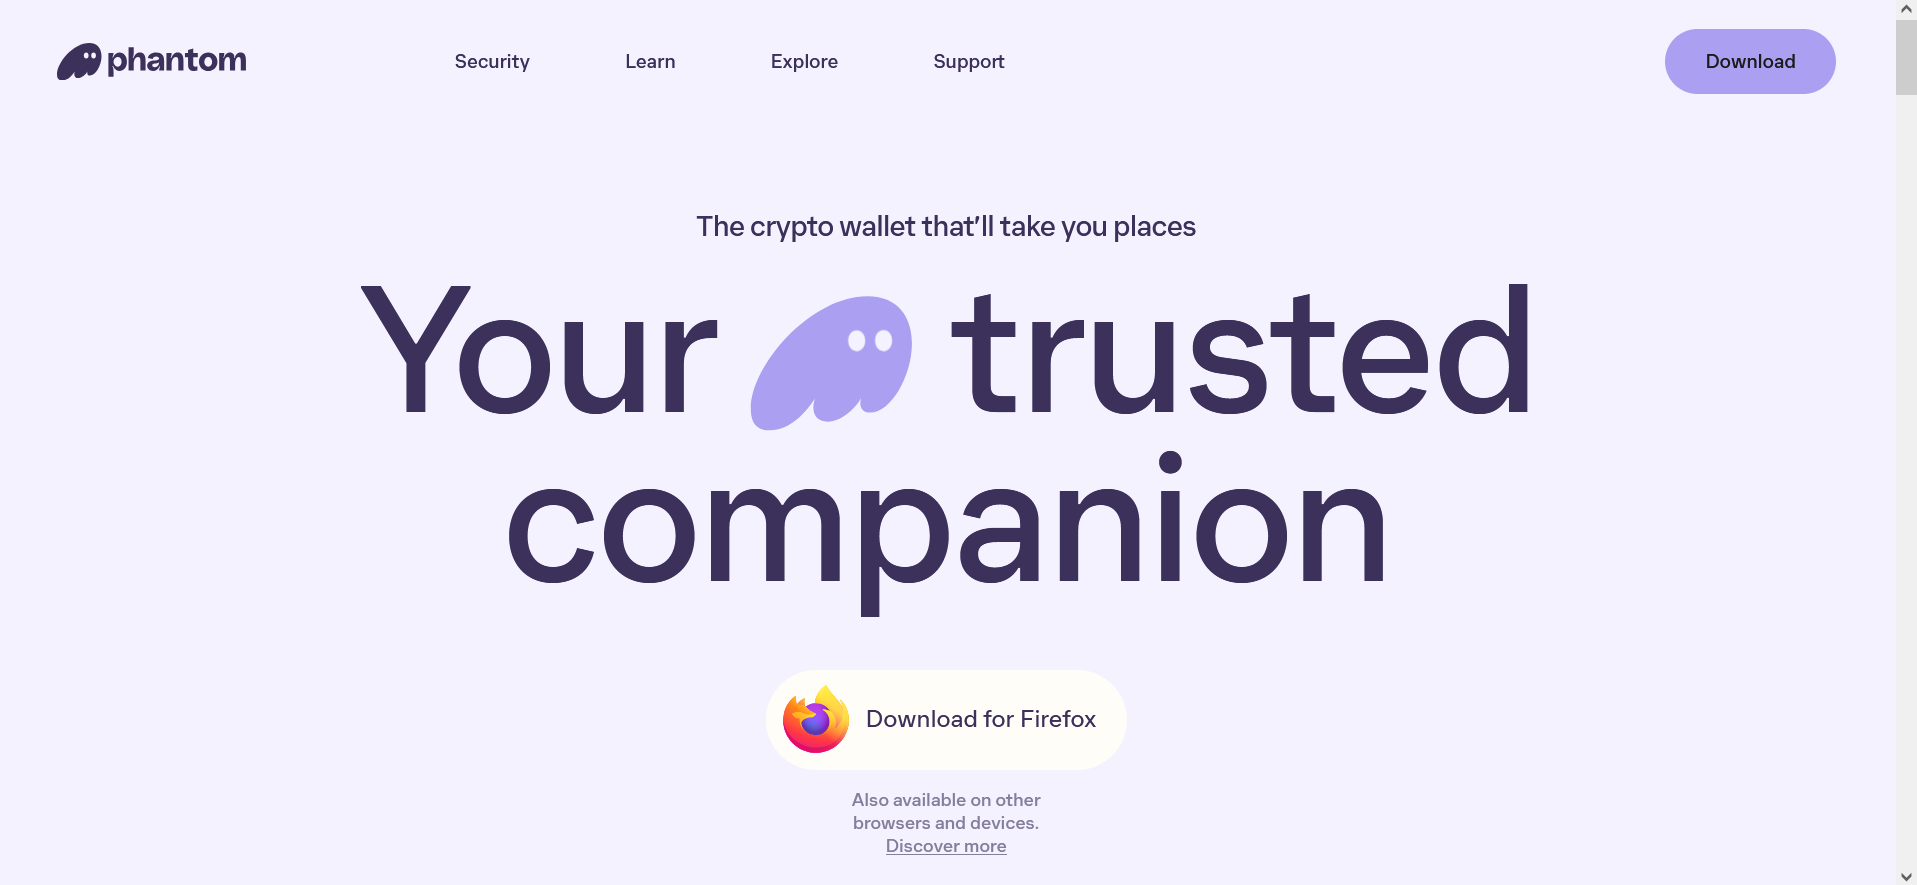 phantom
Security
Learn
Explore
Support
Download
The crypto wallet that'll take you places
Your trusted
companion
Download for Firefox
Also available on other
browsers and devices.
Discover more